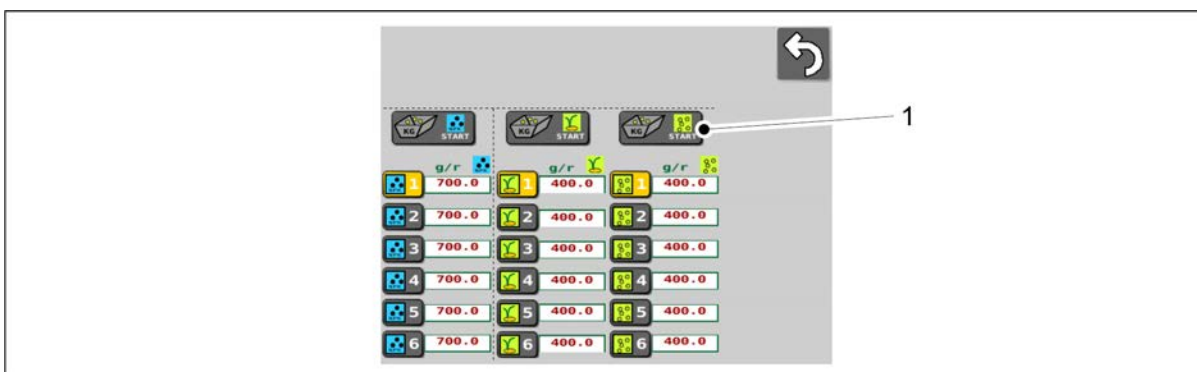 1
KG START KG START KG START
g/r g/r g/r
1 700.0 1 400.0 1 400.0
2 700.0 2 400.0 2 400.0
3 700.0 3 400.0 3 400.0
4 700.0 4 400.0 4 400.0
5 700.0 5 400.0 5 400.0
6 700.0 6 400.0 6 400.0